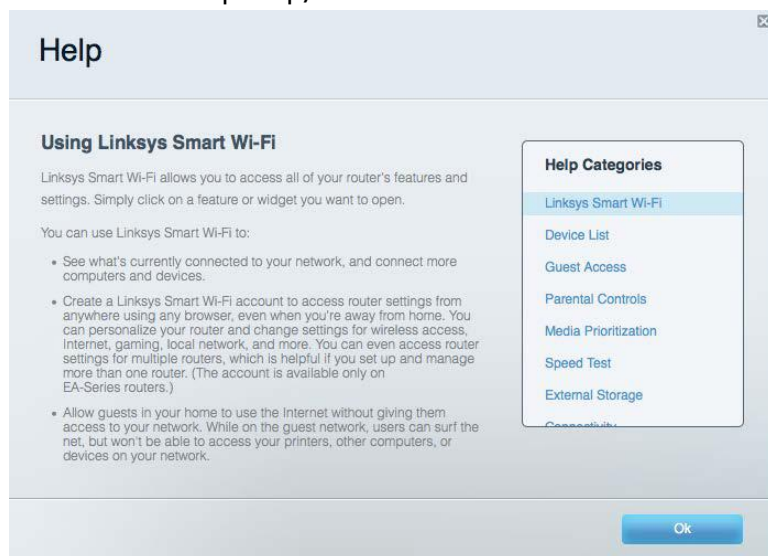 Help
Using Linksys Smart Wi-Fi
Linksys Smart Wi-Fi allows you to access all of your router's features and
settings. Simply click on a feature or widget you want to open.
You can use Linksys Smart Wi-Fi to:
• See what's currently connected to your network, and connect more
computers and devices.
• Create a Linksys Smart Wi-Fi account to access router settings from
anywhere using any browser, even when you're away from home. You
can personalize your router and change settings for wireless access,
Internet, gaming, local network, and more. You can even access router
settings for multiple routers, which is helpful if you set up and manage
more than one router. (The account is available only on
EA-Series routers.)
• Allow guests in your home to use the Internet without giving them
access to your network. While on the guest network, users can surf the
net, but won't be able to access your printers, other computers, or
devices on your network.
Help Categories
Linksys Smart Wi-Fi
Device List
Guest Access
Parental Controls
Media Prioritization
Speed Test
External Storage
Connectivity
Ok